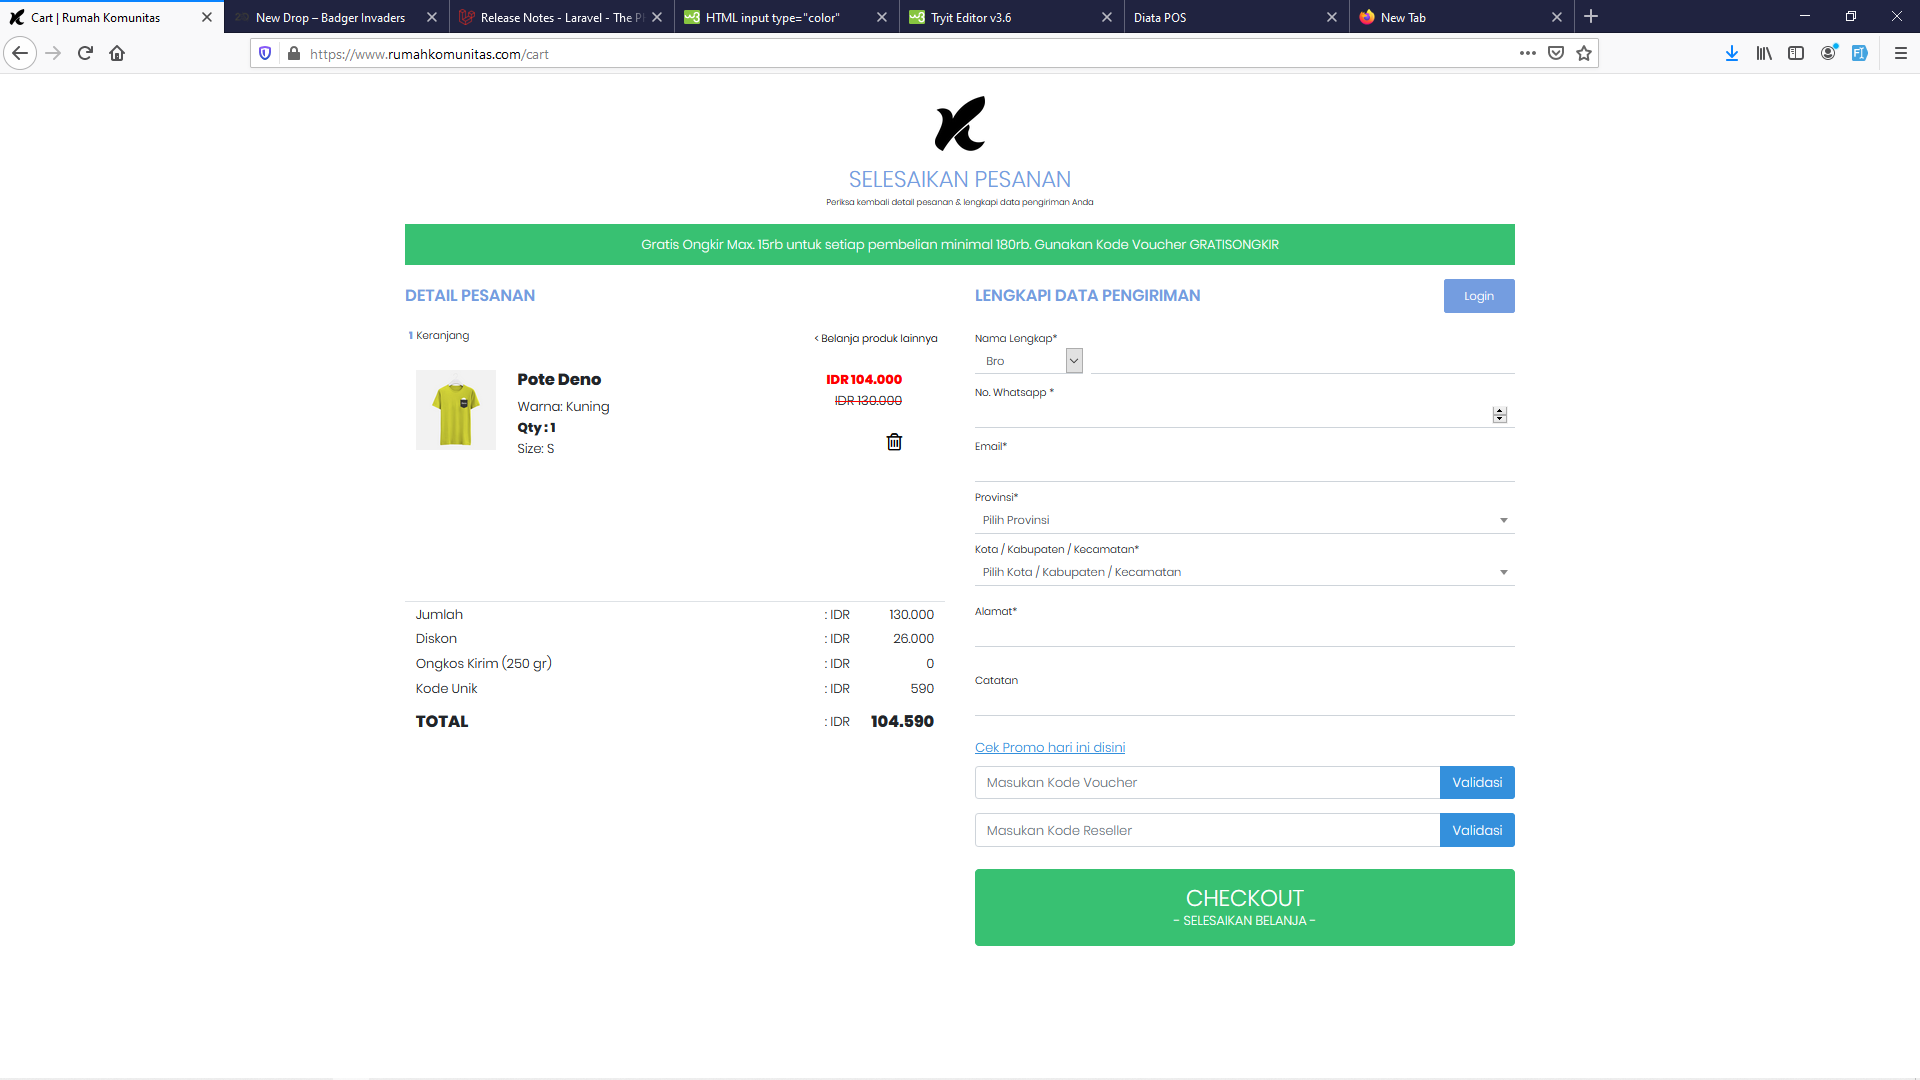 Cart | Rumah Komunitas
New Drop – Badger Invaders
Release Notes - Laravel - The P
HTML input type="color"
Tryit Editor v3.6
Diata POS
New Tab
https://www.rumahkomunitas.com/cart
SELESAIKAN PESANAN
Periksa kembali detail pesanan & lengkapi data pengiriman Anda
Gratis Ongkir Max. 15rb untuk setiap pembelian minimal 180rb. Gunakan Kode Voucher GRATISONGKIR
DETAIL PESANAN
1 Keranjang
< Belanja produk lainnya
Pote Deno
IDR 104.000
Warna: Kuning
IDR 130.000
Qty : 1
Size: S
Jumlah : IDR 130.000
Diskon : IDR 26.000
Ongkos Kirim (250 gr) : IDR 0
Kode Unik : IDR 590
TOTAL : IDR 104.590
LENGKAPI DATA PENGIRIMAN
Login
Nama Lengkap*
Bro
No. Whatsapp *
Email*
Provinsi*
Pilih Provinsi
Kota / Kabupaten / Kecamatan*
Pilih Kota / Kabupaten / Kecamatan
Alamat*
Catatan
Cek Promo hari ini disini
Masukan Kode Voucher Validasi
Masukan Kode Reseller Validasi
CHECKOUT
- SELESAIKAN BELANJA -